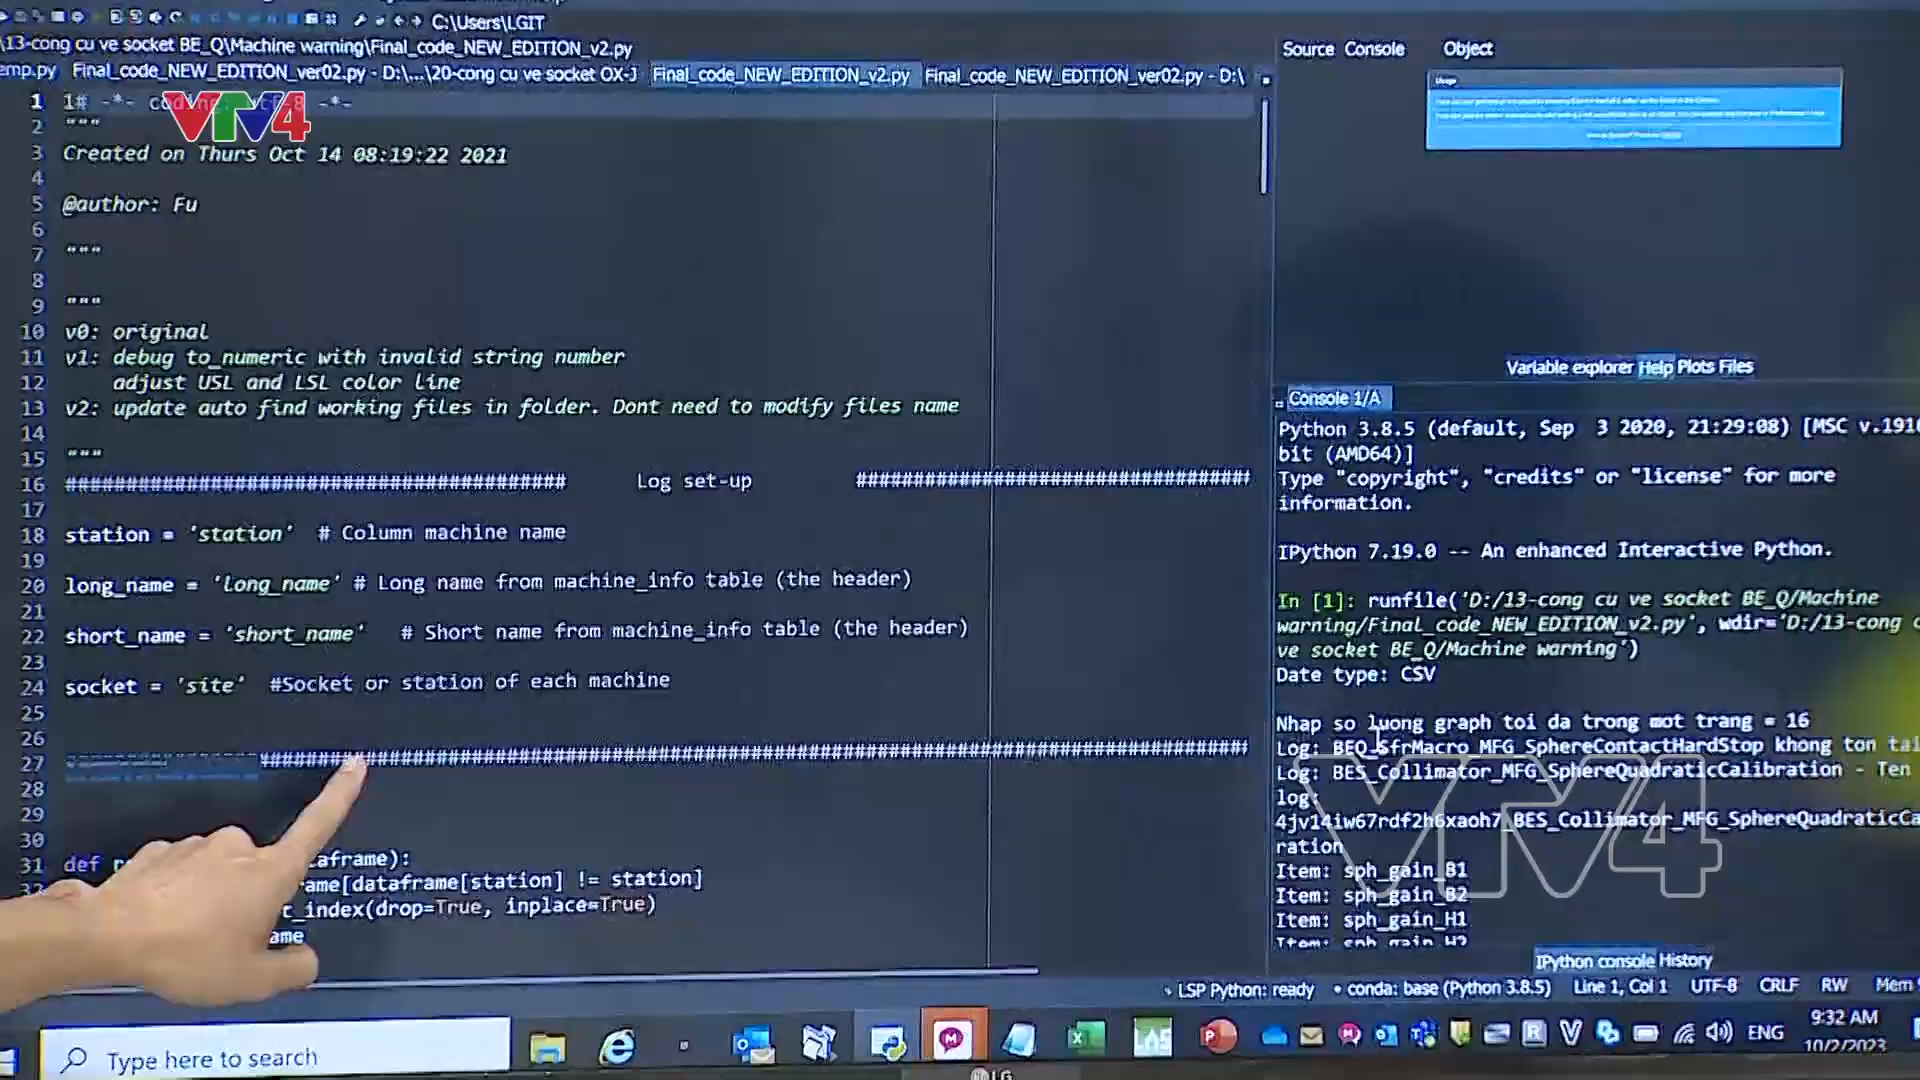 C:\Users\LGIT
\13-cong cu ve socket BE_Q\Machine warning\Final_code_NEW_EDITION_v2.py
emp.py Final_code_NEW_EDITION_ver02.py - D:\...\20-cong cu ve socket OX-J Final_code_NEW_EDITION_v2.py Final_code_NEW_EDITION_ver02.py - D:\
VTV4
1 1# -*- -*-
2 """
3 Created on Thurs Oct 14 08:19:22 2021
4
5 @author: Fu
6
7 """
8
9 """
10 v0: original
11 v1: debug to_numeric with invalid string number
12 adjust USL and LSL color line
13 v2: update auto find working files in folder. Dont need to modify files name
14
15 """
16 ######################################### Log set-up #################################
17
18 station = 'station' # Column machine name
19
20 long_name = 'long_name' # Long name from machine_info table (the header)
21
22 short_name = 'short_name' # Short name from machine_info table (the header)
23
24 socket = 'site' #Socket or station of each machine
25
26
27 ##################################################################################
28
29
30
31 def taframe):
32 rame[dataframe[station] != station]
t_index(drop=True, inplace=True)
ame
Source Console Object
Usage
Variable explorer Help Plots Files
Console 1/A
Python 3.8.5 (default, Sep 3 2020, 21:29:08) [MSC v.1916
bit (AMD64)]
Type "copyright", "credits" or "license" for more
information.
IPython 7.19.0 -- An enhanced Interactive Python.
In [1]: runfile('D:/13-cong cu ve socket BE_Q/Machine
warning/Final_code_NEW_EDITION_v2.py', wdir='D:/13-cong c
ve socket BE_Q/Machine warning')
Date type: CSV
Nhap so luong graph toi da trong mot trang = 16
Log: BEQ_SfrMacro_MFG_SphereContactHardStop khong ton tai
Log: BES_Collimator_MFG_SphereQuadraticCalibration - Ten
log:
4jv14iw67rdf2h6xaoh7_BES_Collimator_MFG_SphereQuadraticCa
ration
Item: sph_gain_B1
Item: sph_gain_B2
Item: sph_gain_H1
Item: sph_gain_H2
VTV4
IPython console History
LSP Python: ready conda: base (Python 3.8.5) Line 1, Col 1 UTF-8 CRLF RW Mem
Type here to search
LAS
ENG
9:32 AM
10/2/2023
LG